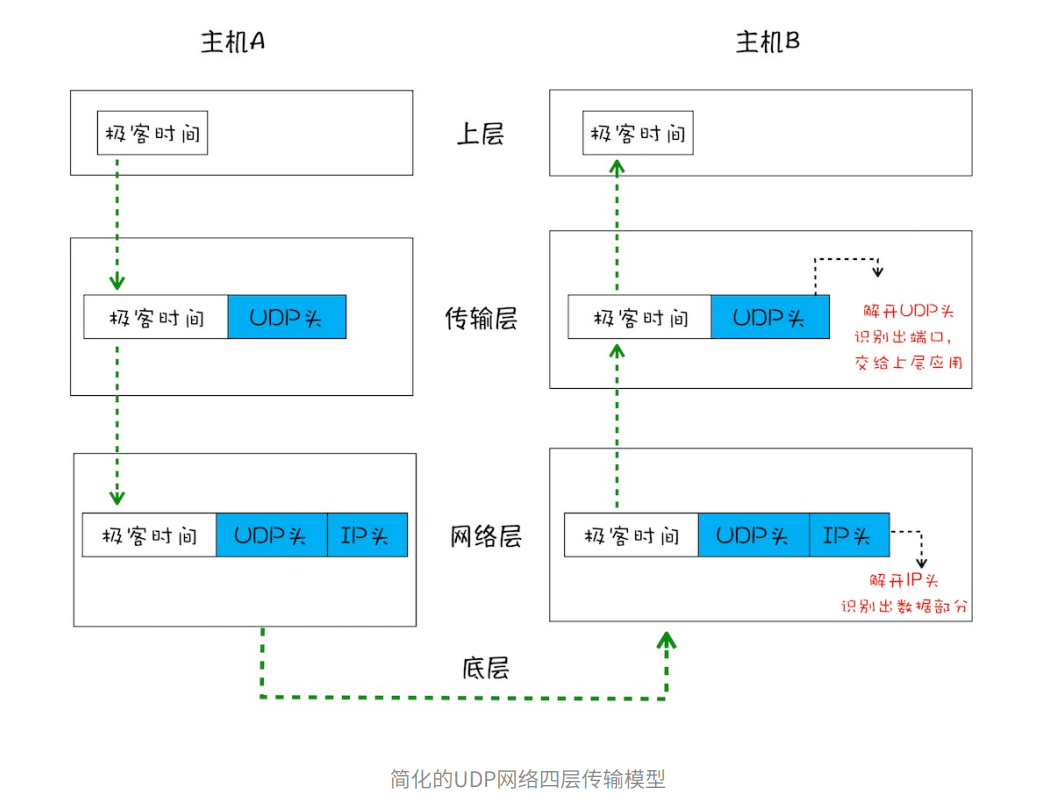 主机A
主机B
极客时间
上层
极客时间
极客时间
UDP头
传输层
极客时间
UDP头
解开UDP头
识别出端口,
交给上层应用
极客时间
UDP头
IP头
网络层
极客时间
UDP头
IP头
解开IP头
识别出数据部分
底层
简化的UDP网络四层传输模型